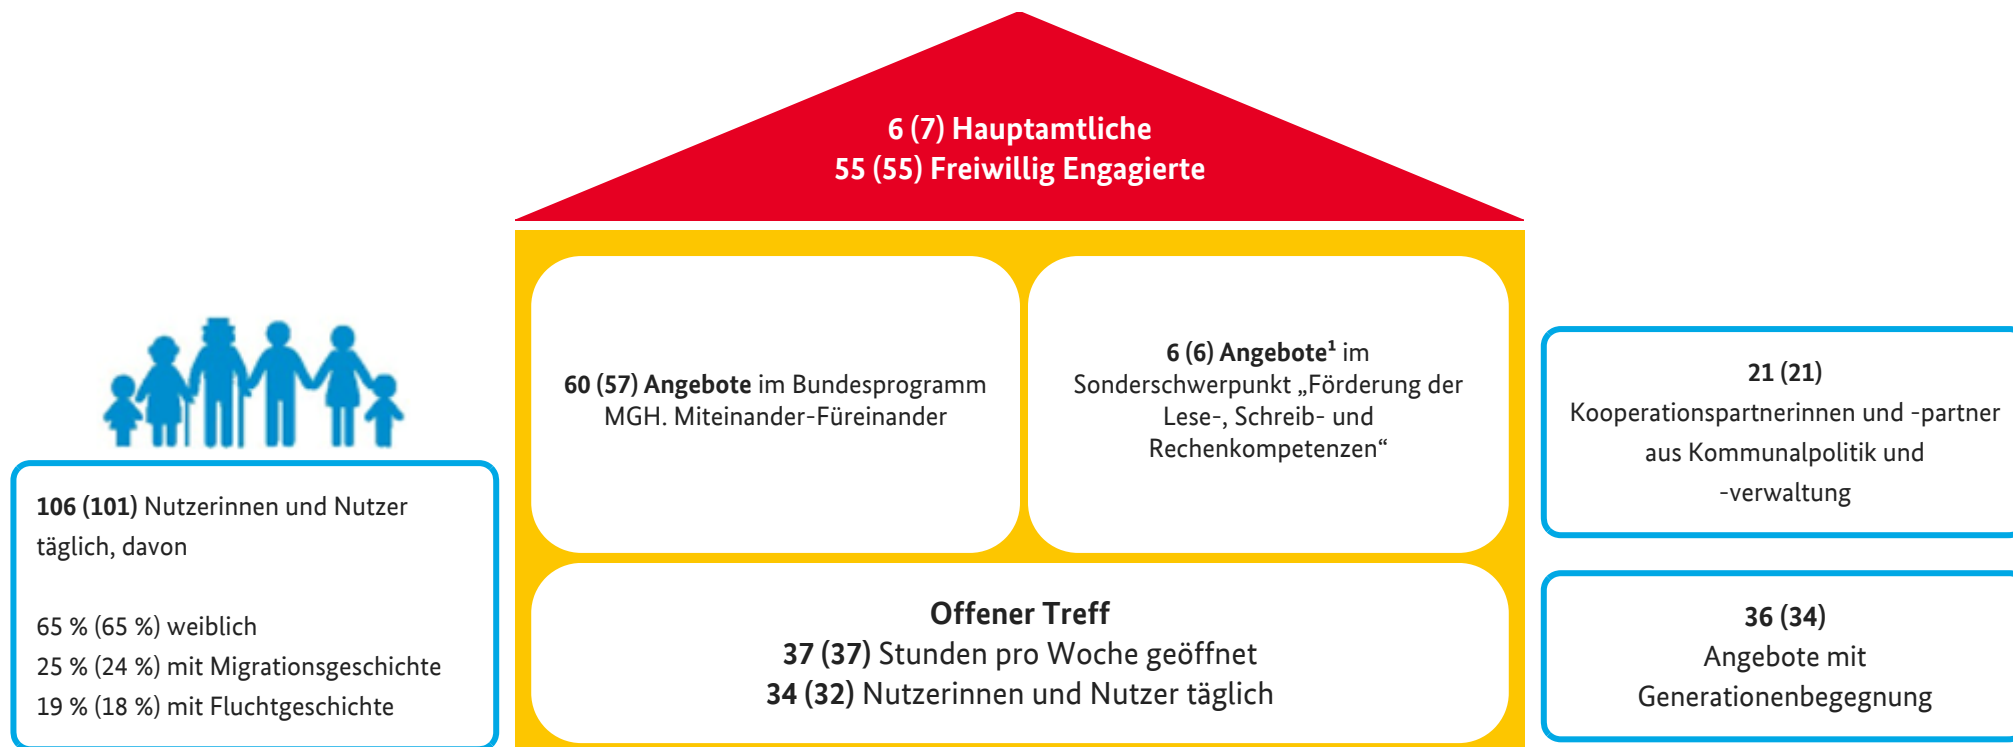 6 (7) Hauptamtliche
55 (55) Freiwillig Engagierte
60 (57) Angebote im Bundesprogramm
MGH. Miteinander-Füreinander
6 (6) Angebote¹ im
Sonderschwerpunkt „Förderung der
Lese-, Schreib- und
Rechenkompetenzen“
106 (101) Nutzerinnen und Nutzer
täglich, davon
65 % (65 %) weiblich
25 % (24 %) mit Migrationsgeschichte
19 % (18 %) mit Fluchtgeschichte
Offener Treff
37 (37) Stunden pro Woche geöffnet
34 (32) Nutzerinnen und Nutzer täglich
21 (21)
Kooperationspartnerinnen und -partner
aus Kommunalpolitik und
-verwaltung
36 (34)
Angebote mit
Generationenbegegnung